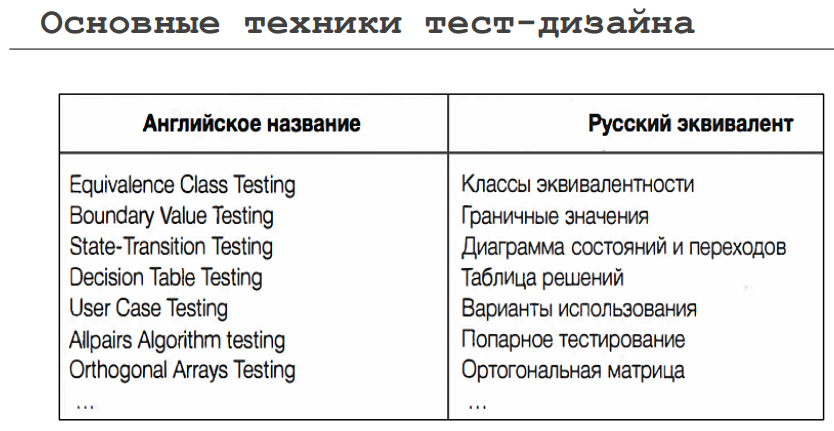 Основные техники тест-дизайна
Английское название Русский эквивалент
Equivalence Class Testing Классы эквивалентности
Boundary Value Testing Граничные значения
State-Transition Testing Диаграмма состояний и переходов
Decision Table Testing Таблица решений
User Case Testing Варианты использования
Allpairs Algorithm testing Попарное тестирование
Orthogonal Arrays Testing Ортогональная матрица
... ...